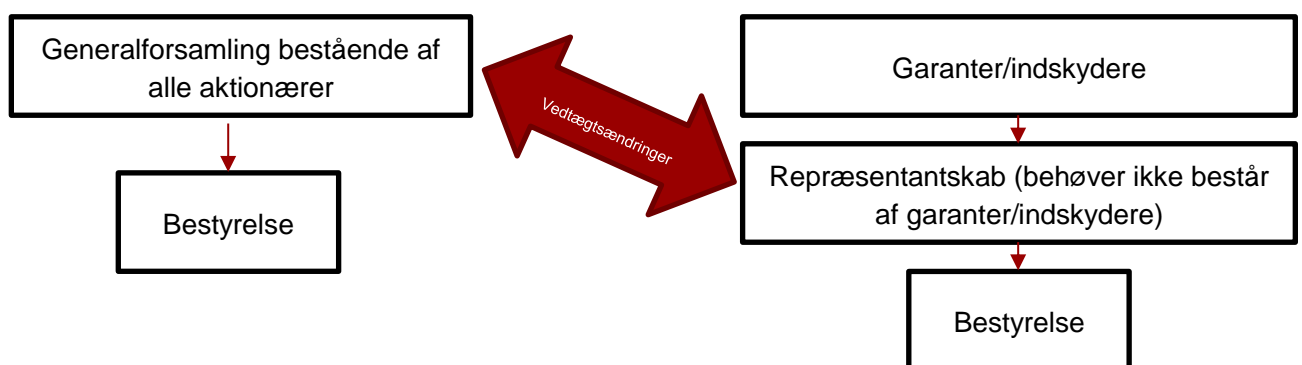 Generalforsamling bestående af
alle aktionærer
Bestyrelse
Vedtægtsændringer
Garanter/indskydere
Repræsentantskab (behøver ikke består
af garanter/indskydere)
Bestyrelse